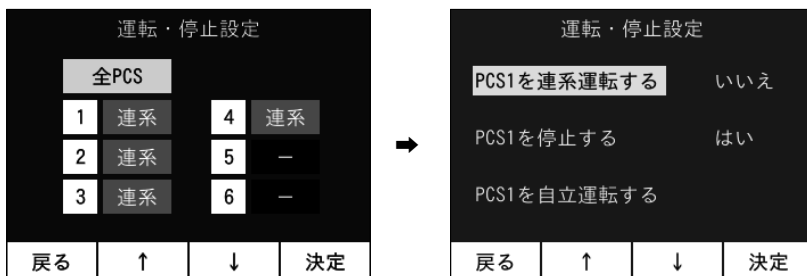 運転・停止設定
全PCS
1 連系 4 連系
2 連系 5 －
3 連系 6 －
戻る ↑ ↓ 決定
➡
運転・停止設定
PCS1を連系運転する いいえ
PCS1を停止する はい
PCS1を自立運転する
戻る ↑ ↓ 決定